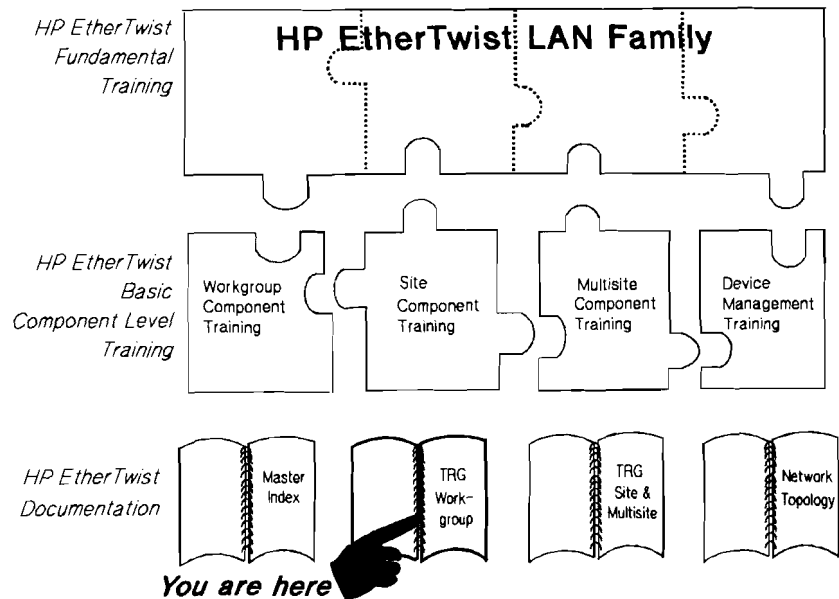 HP EtherTwist
Fundamental
Training
HP EtherTwist LAN Family
HP EtherTwist
Basic
Component Level
Training
Workgroup
Component
Training
Site
Component
Training
Multisite
Component
Training
Device
Management
Training
HP EtherTwist
Documentation
Master
Index
TRG
Work-
group
TRG
Site &
Multisite
Network
Topology
You are here